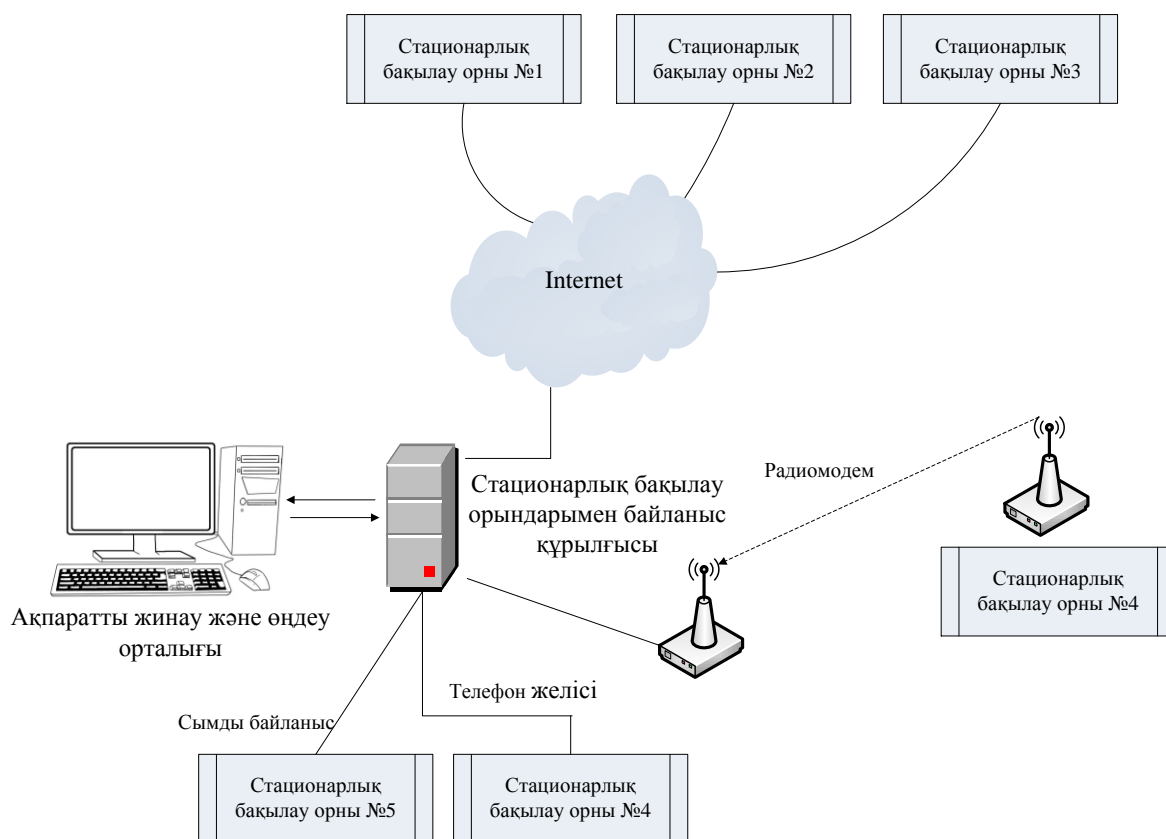 Стационарлық
бақылау орны №1
Стационарлық
бақылау орны №2
Стационарлық
бақылау орны №3
Internet
Радиомодем
Стационарлық бақылау
орындарымен байланыс
құрылғысы
Стационарлық
бақылау орны №4
Ақпаратты жинау және өңдеу
орталығы
Телефон желісі
Сымды байланыс
Стационарлық
бақылау орны №5
Стационарлық
бақылау орны №4